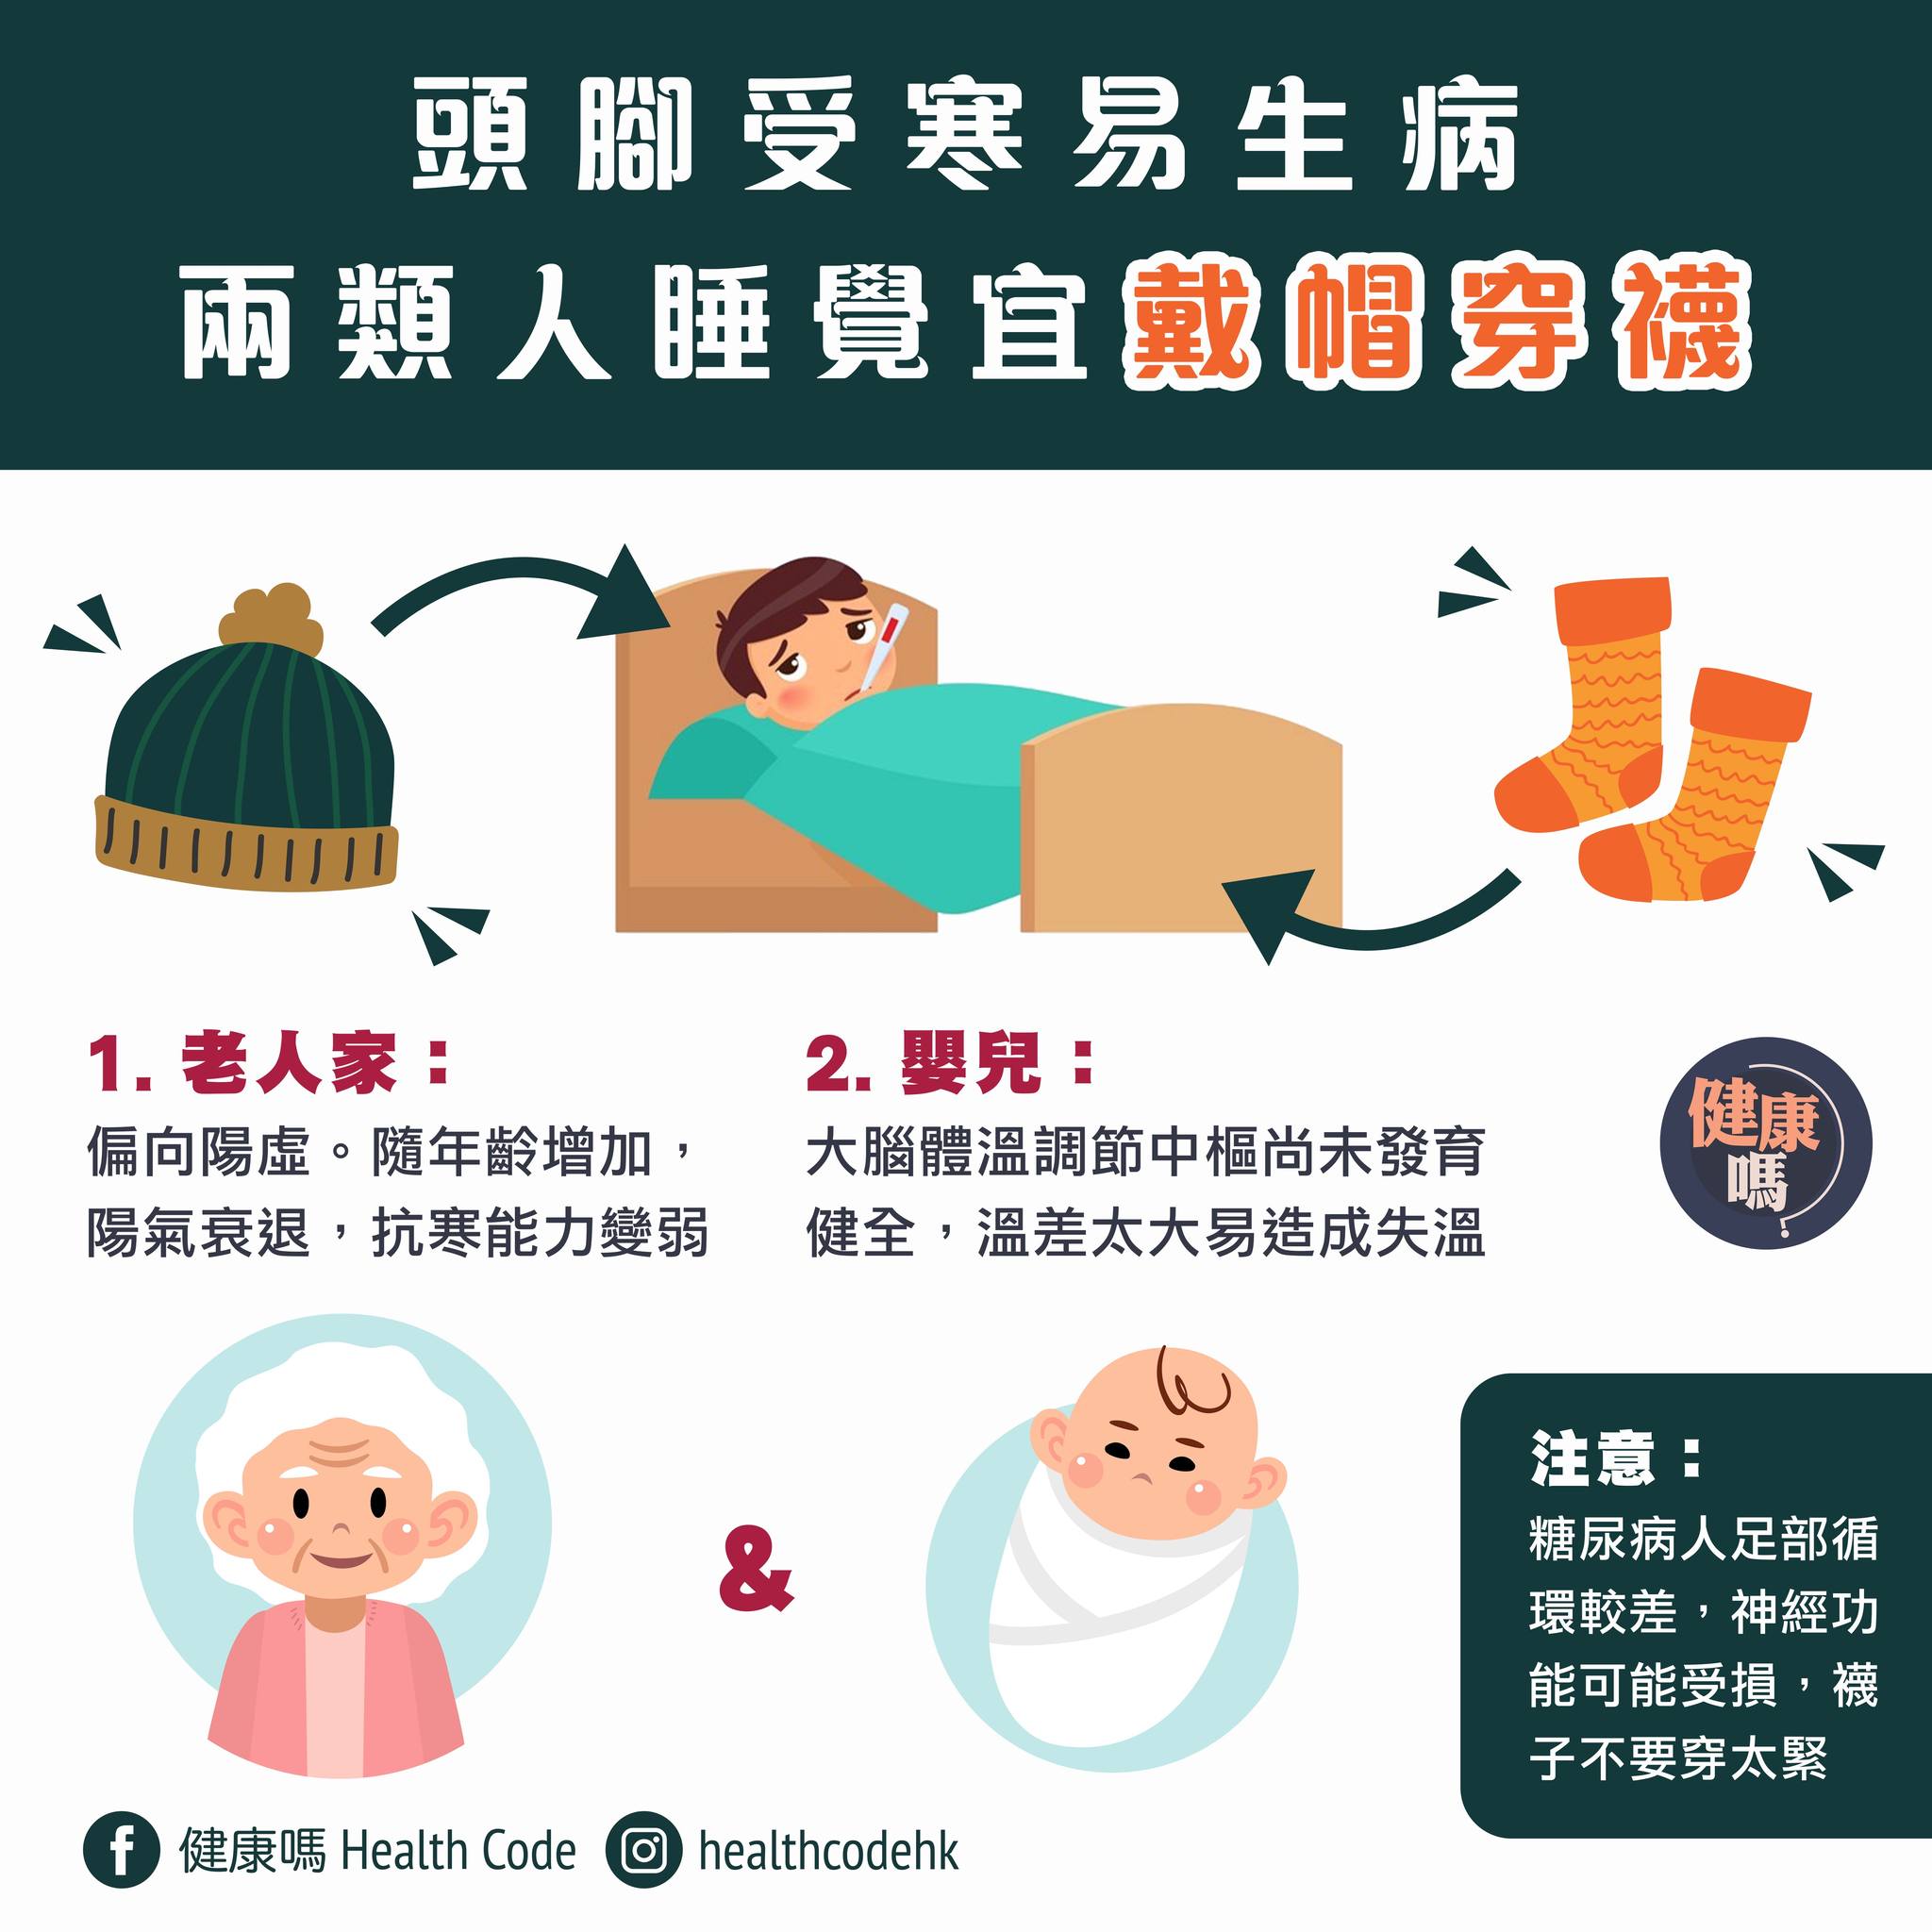 頭腳受寒易生病
兩類人睡覺宜戴帽穿襪
1. 老人家：
偏向陽虛。隨年齡增加，
陽氣衰退，抗寒能力變弱
2. 嬰兒：
大腦體溫調節中樞尚未發育
健全，溫差太大易造成失溫
健康
嗎
?
&
注意：
糖尿病人足部循
環較差，神經功
能可能受損，襪
子不要穿太緊
健康嗎 Health Code
healthcodehk